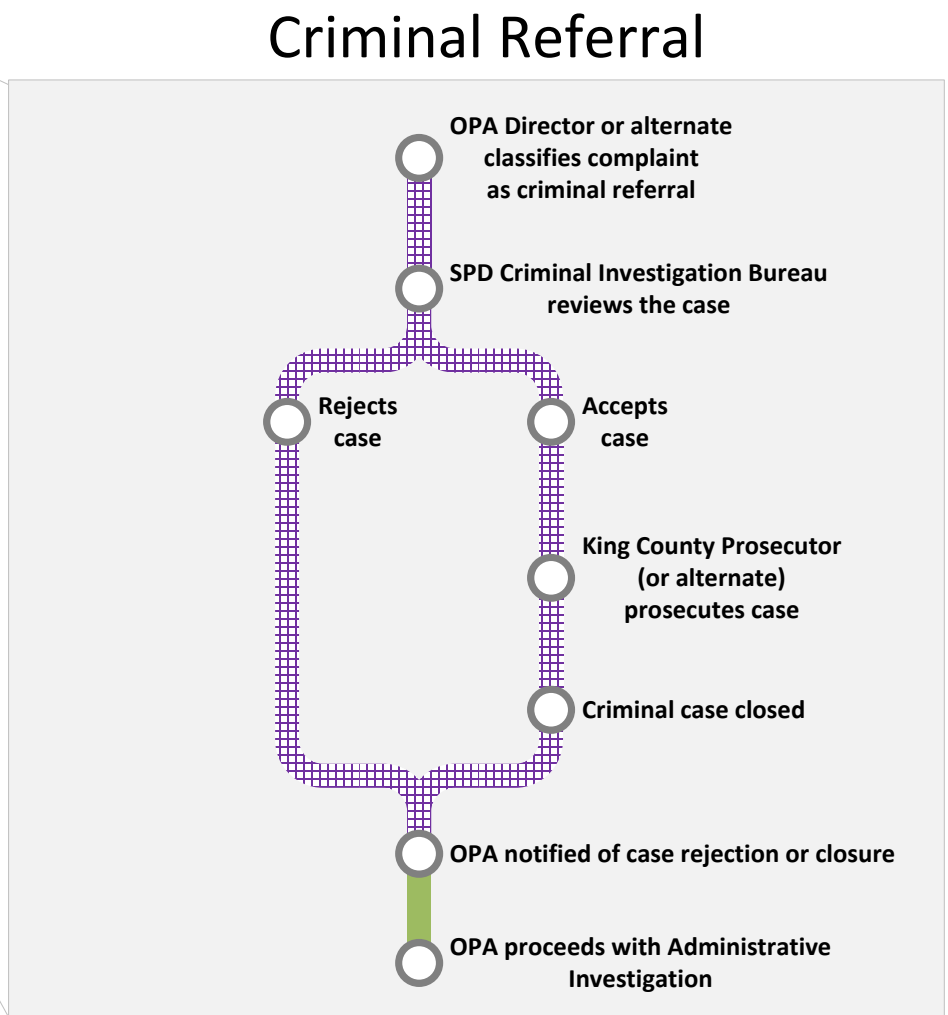 Criminal Referral
OPA Director or alternate
classifies complaint
as criminal referral
SPD Criminal Investigation Bureau
reviews the case
Rejects
case
Accepts
case
King County Prosecutor
(or alternate)
prosecutes case
Criminal case closed
OPA notified of case rejection or closure
OPA proceeds with Administrative
Investigation